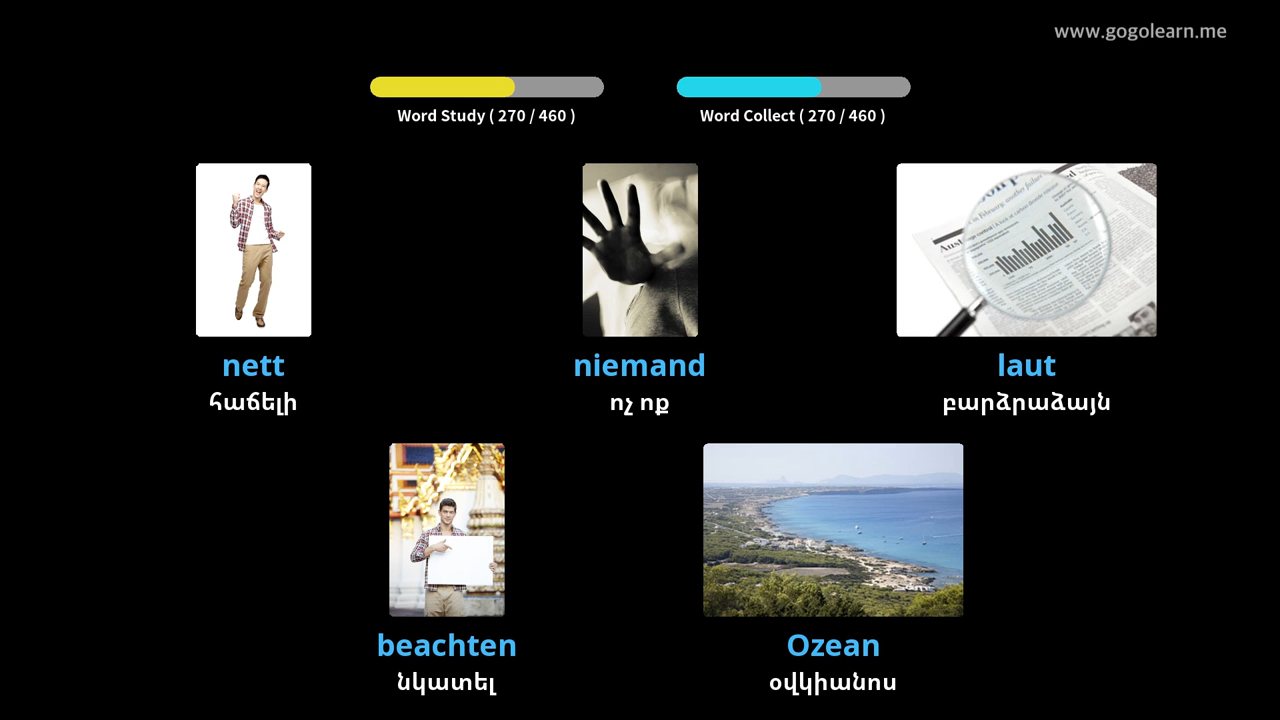 www.gogolearn.me
Word Study ( 270 / 460 )
Word Collect ( 270 / 460 )
nett
հաճելի
niemand
ոչ ոք
laut
բարձրաձայն
beachten
նկատել
Ozean
օվկիանոս